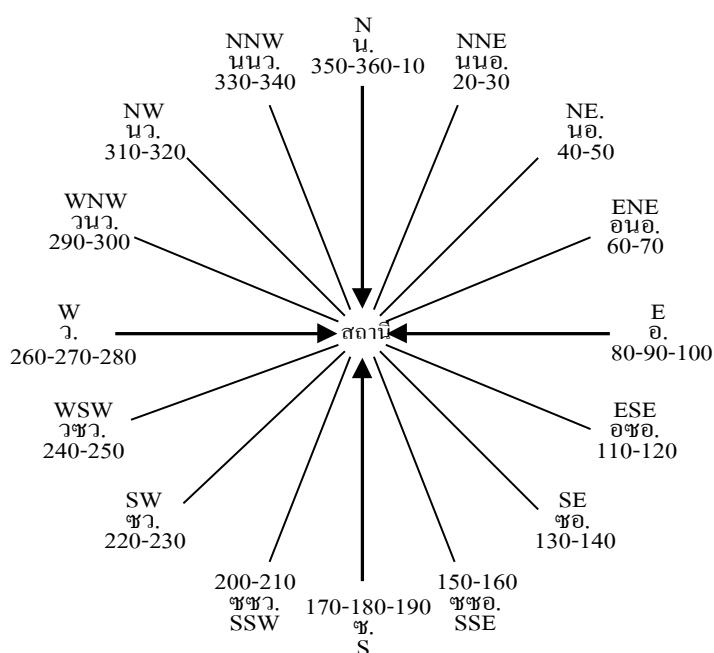 N
น.
350-360-10
NNE
นนอ.
20-30
NE.
นอ.
40-50
ENE
อนอ.
60-70
E
อ.
80-90-100
ESE
อซอ.
110-120
SE
ซอ.
130-140
150-160
ซซอ.
SSE
170-180-190
ซ.
S
200-210
ซซว.
SSW
SW
ซว.
220-230
WSW
วซว.
240-250
W
ว.
260-270-280
WNW
วนว.
290-300
NW
นว.
310-320
NNW
นนว.
330-340
สถานี